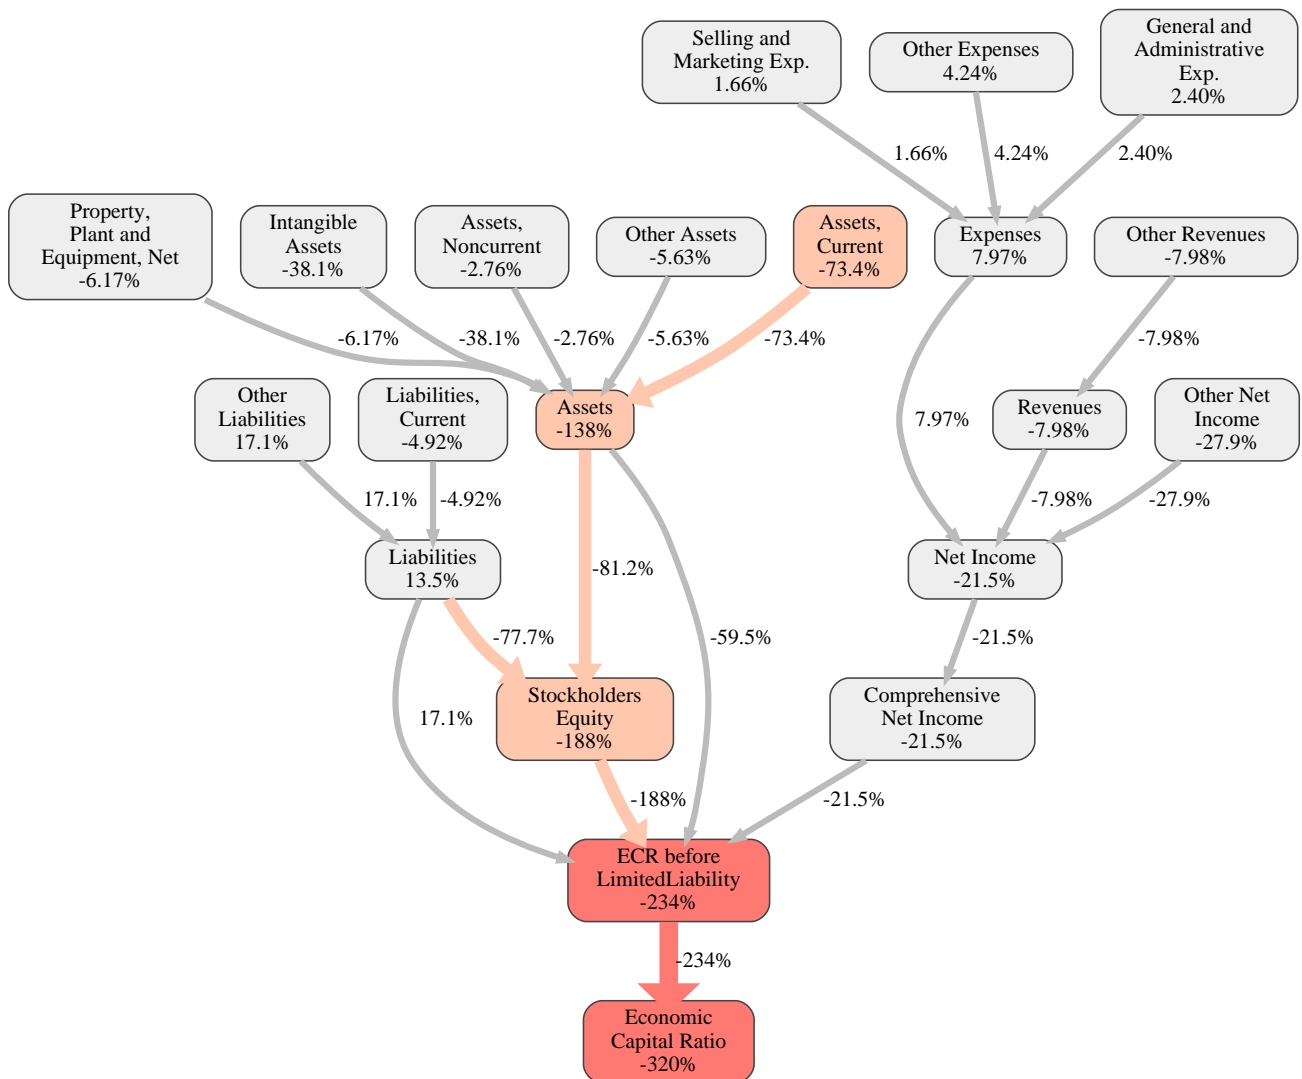 Selling and
Marketing Exp.
1.66%
Other Expenses
4.24%
General and
Administrative
Exp.
2.40%
1.66%
4.24%
2.40%
Property,
Plant and
Equipment, Net
-6.17%
Intangible
Assets
-38.1%
Assets,
Noncurrent
-2.76%
Other Assets
-5.63%
Assets,
Current
-73.4%
Expenses
7.97%
Other Revenues
-7.98%
-6.17%
-38.1%
-2.76%
-5.63%
-73.4%
-7.98%
Other
Liabilities
17.1%
Liabilities,
Current
-4.92%
Assets
-138%
7.97%
Revenues
-7.98%
Other Net
Income
-27.9%
17.1%
-4.92%
-7.98%
-27.9%
Liabilities
13.5%
-81.2%
Net Income
-21.5%
-77.7%
-59.5%
-21.5%
17.1%
Stockholders
Equity
-188%
Comprehensive
Net Income
-21.5%
-188%
-21.5%
ECR before
LimitedLiability
-234%
-234%
Economic
Capital Ratio
-320%